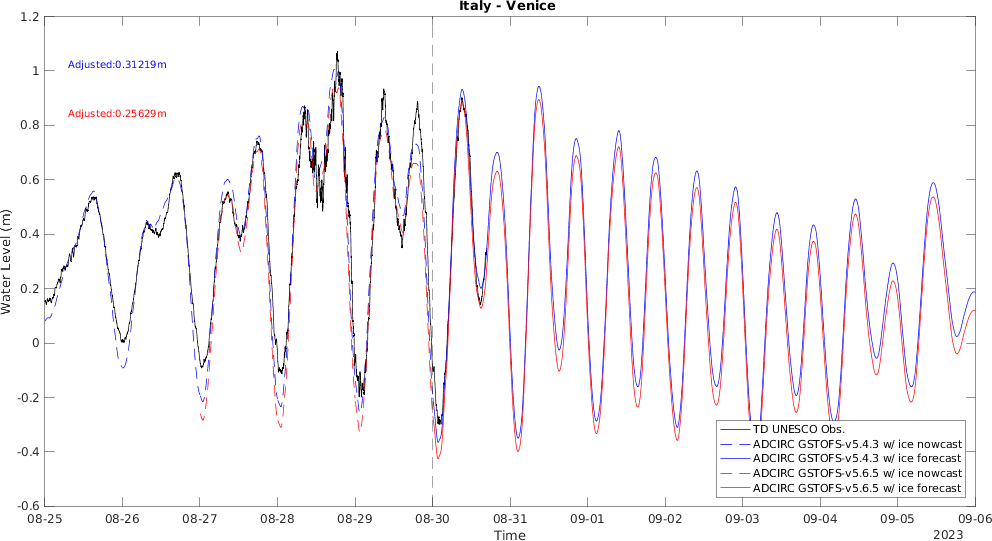 Italy - Venice
1.2
1
0.8
0.6
0.4
0.2
0
-0.2
-0.4
-0.6
Water Level (m)
Adjusted:0.31219m
Adjusted:0.25629m
TD UNESCO Obs.
ADCIRC GSTOFS-v5.4.3 w/ ice nowcast
ADCIRC GSTOFS-v5.4.3 w/ ice forecast
ADCIRC GSTOFS-v5.6.5 w/ ice nowcast
ADCIRC GSTOFS-v5.6.5 w/ ice forecast
08-25 08-26 08-27 08-28 08-29 08-30 08-31 09-01 09-02 09-03 09-04 09-05 09-06
Time
2023